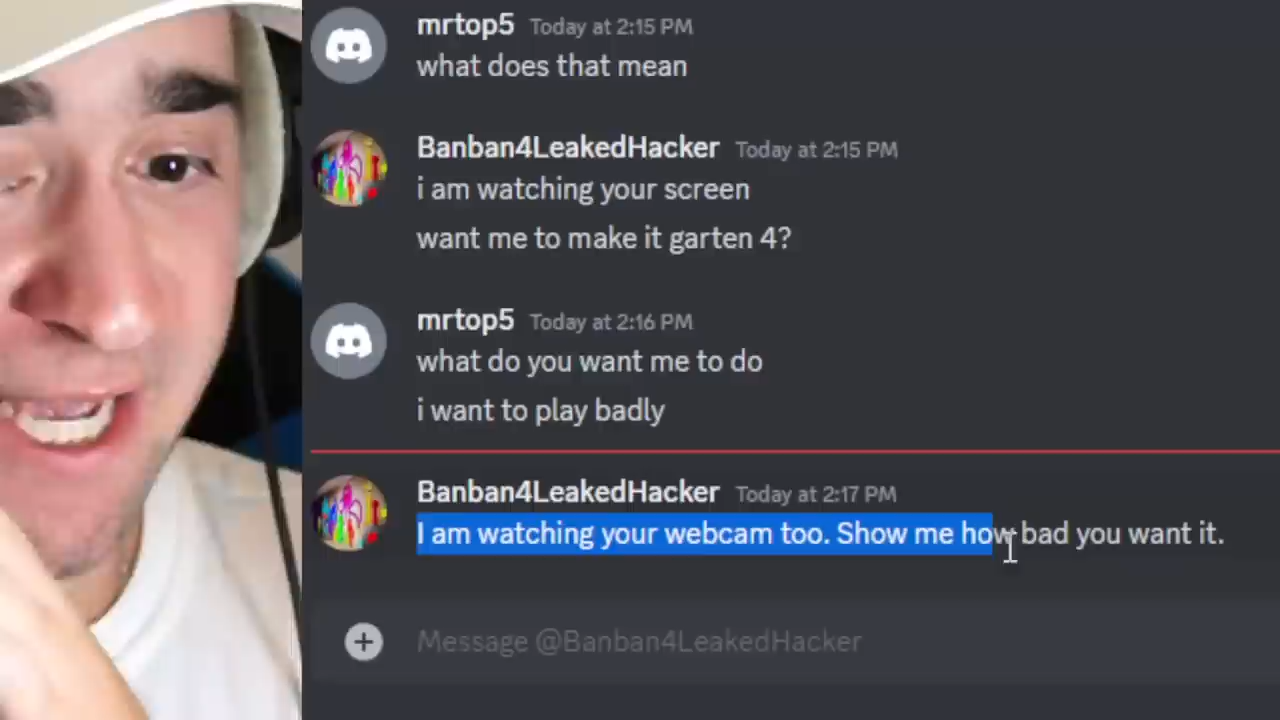 mrtop5 Today at 2:15 PM
what does that mean
Banban4LeakedHacker Today at 2:15 PM
i am watching your screen
want me to make it garten 4?
mrtop5 Today at 2:16 PM
what do you want me to do
i want to play badly
Banban4LeakedHacker Today at 2:17 PM
I am watching your webcam too. Show me how bad you want it.
Message @Banban4LeakedHacker